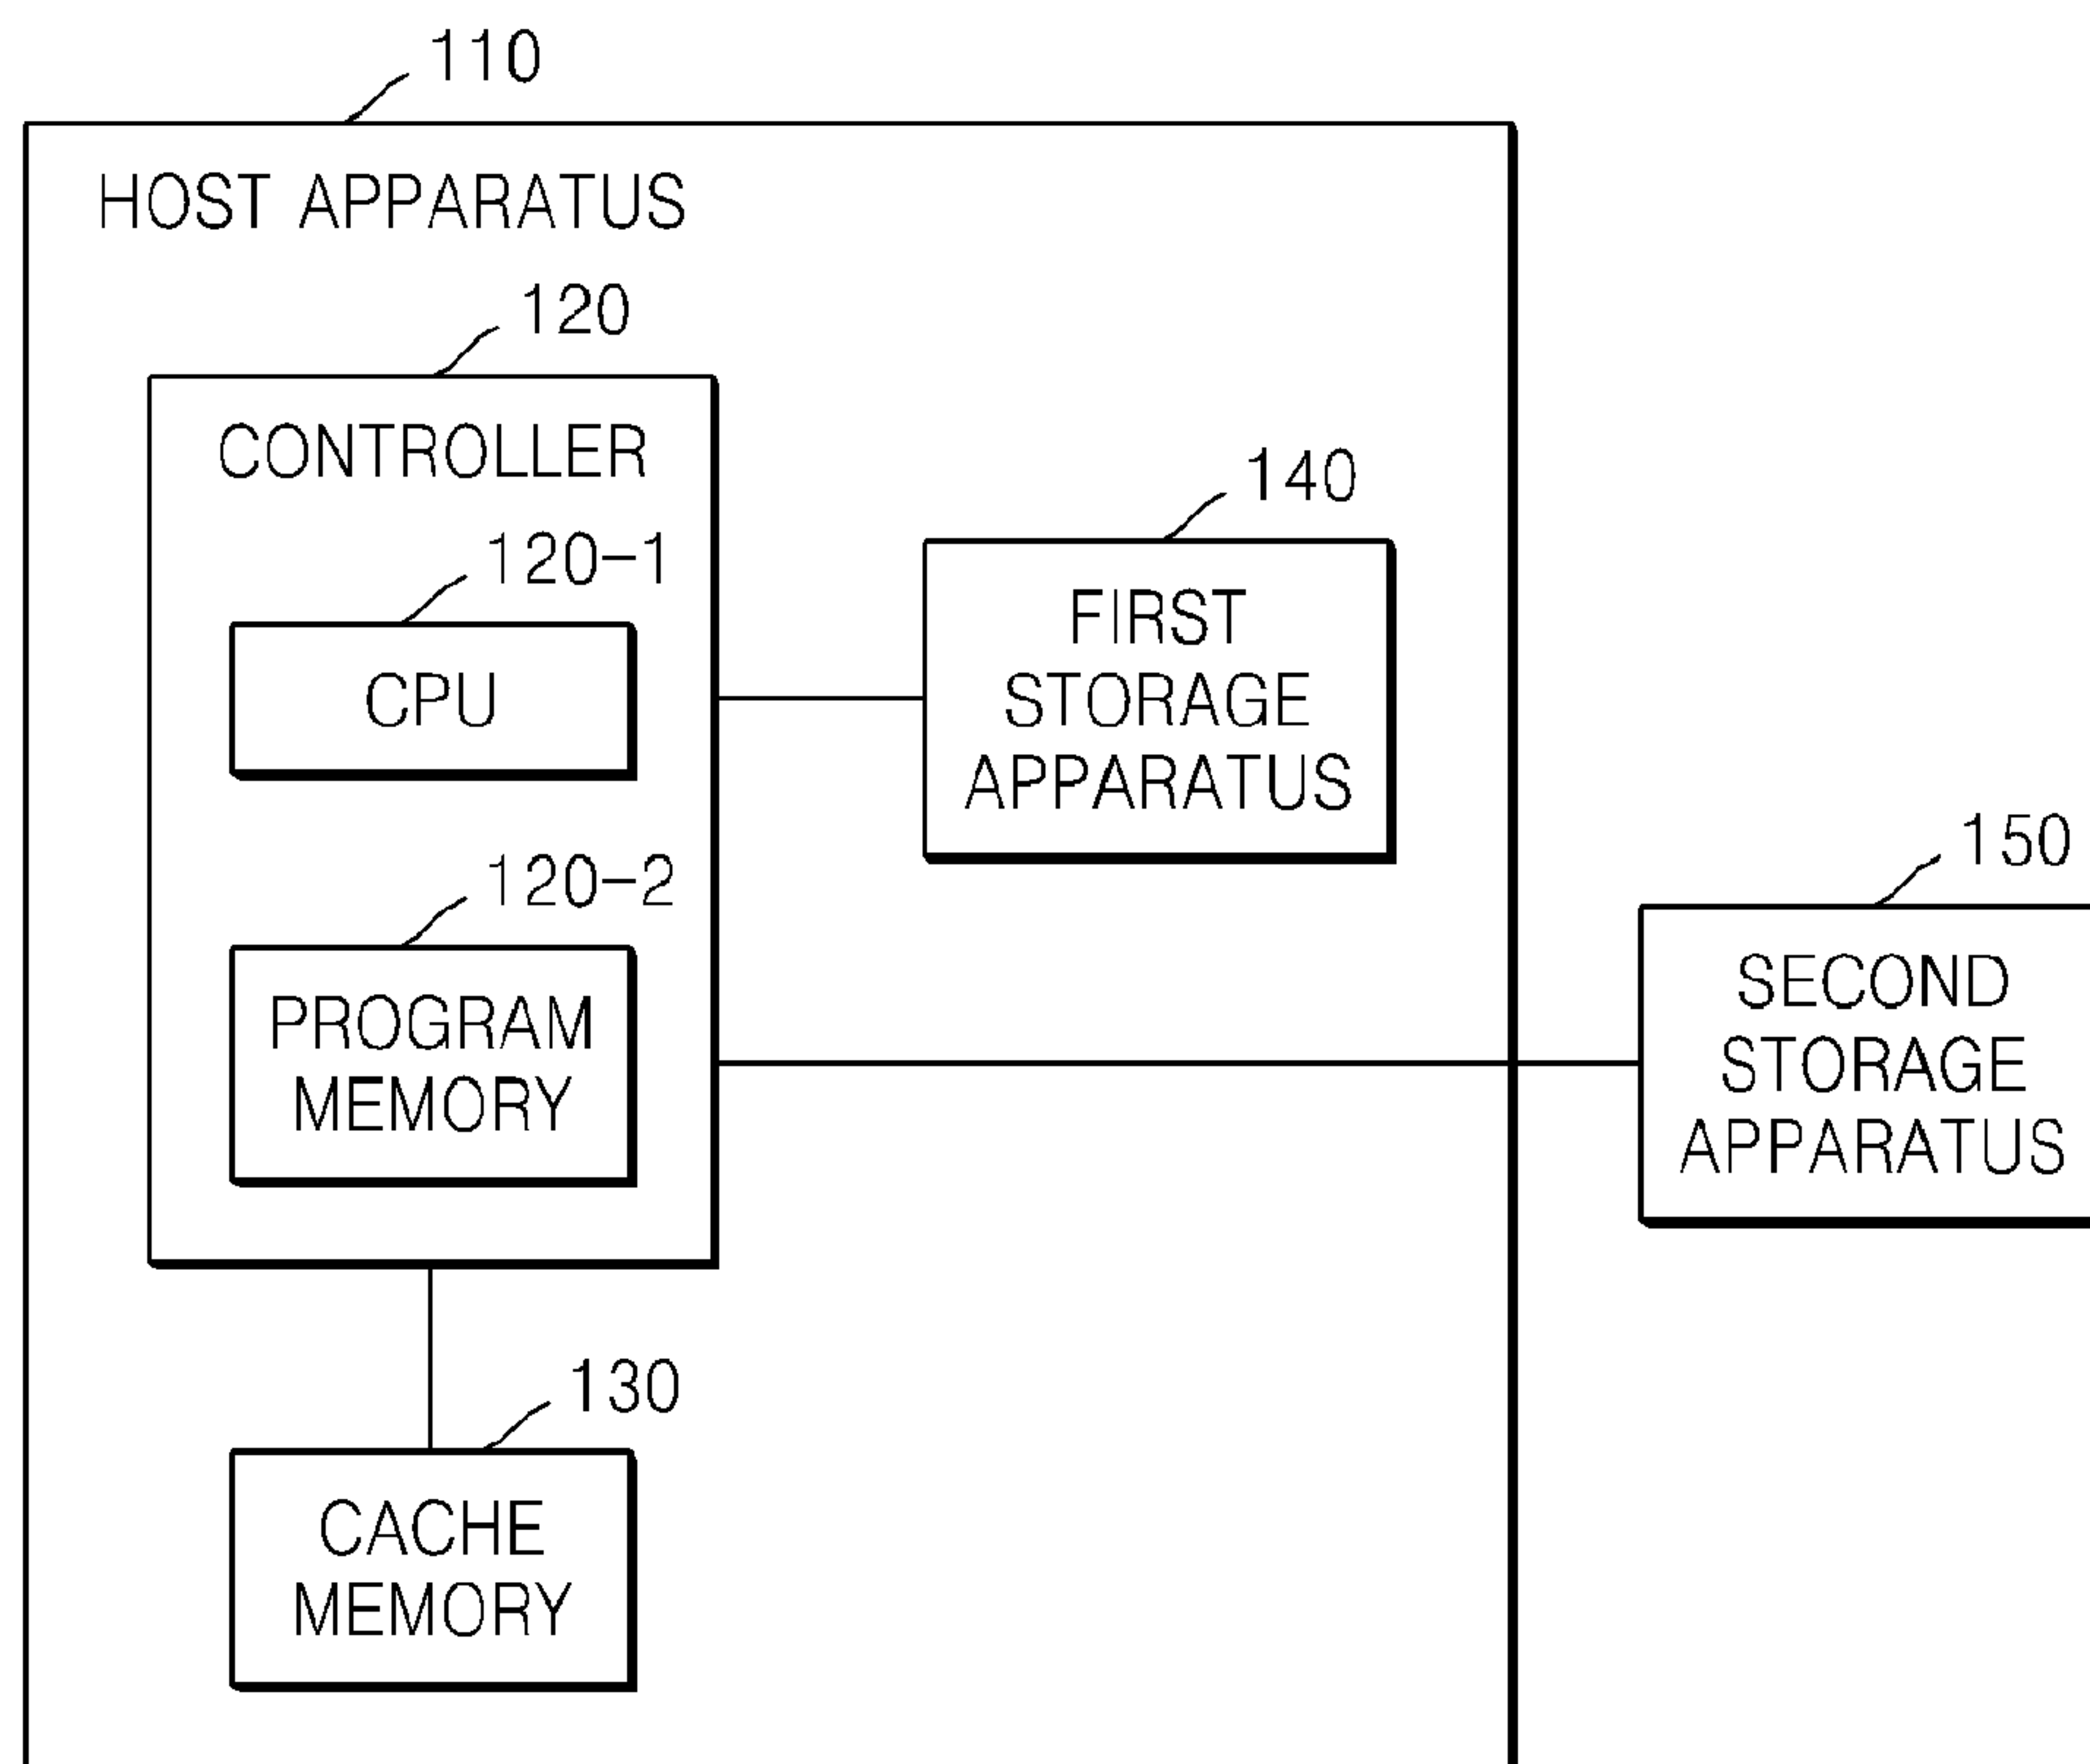 110
HOST APPARATUS
120
CONTROLLER
120-1
CPU
120-2
PROGRAM
MEMORY
140
FIRST
STORAGE
APPARATUS
150
SECOND
STORAGE
APPARATUS
130
CACHE
MEMORY